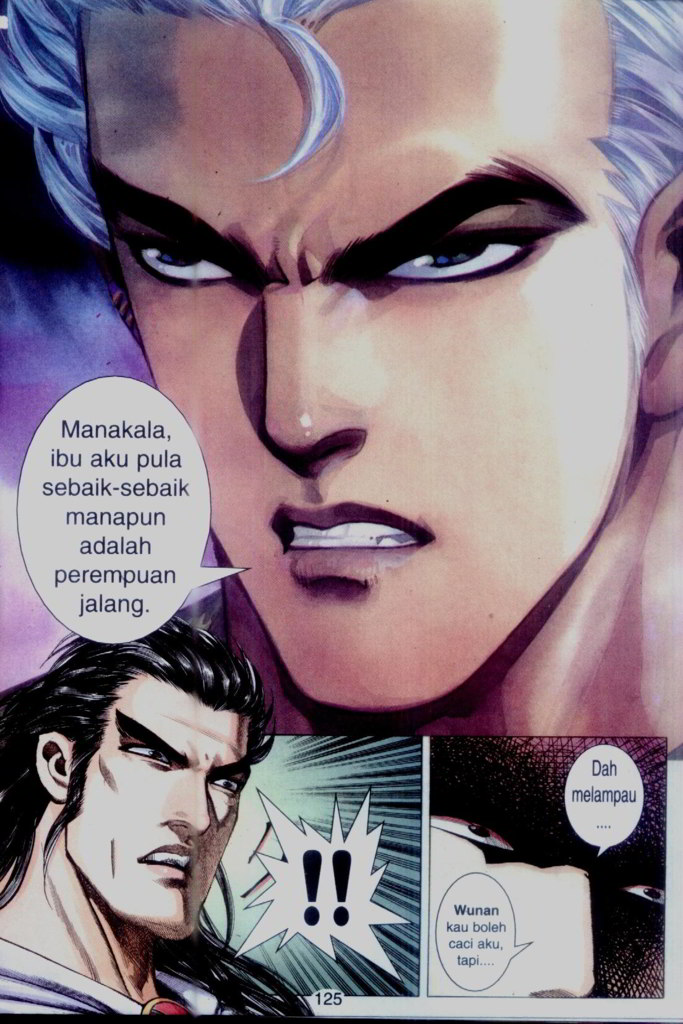 Manakala,
ibu aku pula
sebaik-sebaik
manapun
adalah
perempuan
jalang.
!!
Dah
melampau
....
Wunan
kau boleh
caci aku,
tapi....
125